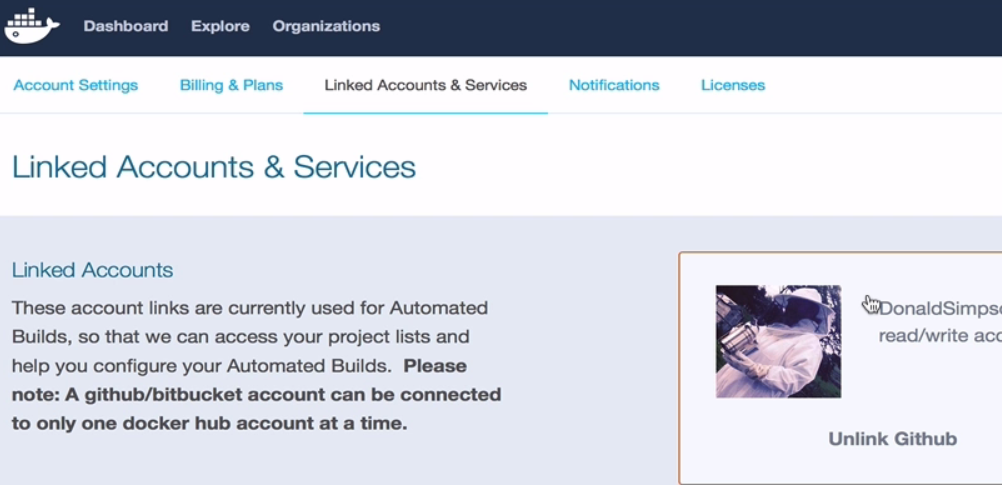 Dashboard Explore Organizations
Account Settings Billing & Plans Linked Accounts & Services Notifications Licenses
Linked Accounts & Services
Linked Accounts
These account links are currently used for Automated
Builds, so that we can access your project lists and
help you configure your Automated Builds. Please
note: A github/bitbucket account can be connected
to only one docker hub account at a time.
read/write
Unlink Github